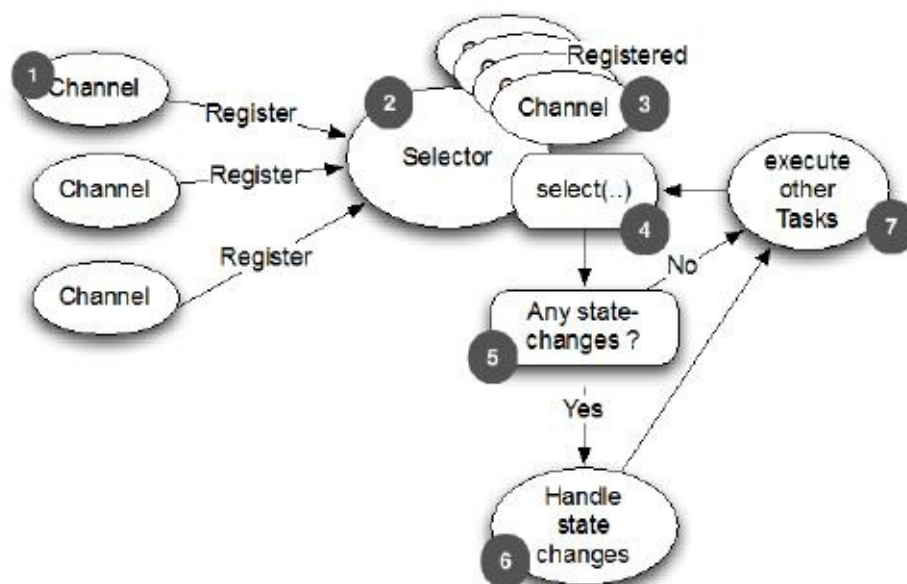 1
Channel
Register
Channel
Register
Channel
Register
2
Selector
Registered
Channel
3
select(..)
4
execute
other
Tasks
7
No
Any state-
changes ?
5
Yes
Handle
state
changes
6